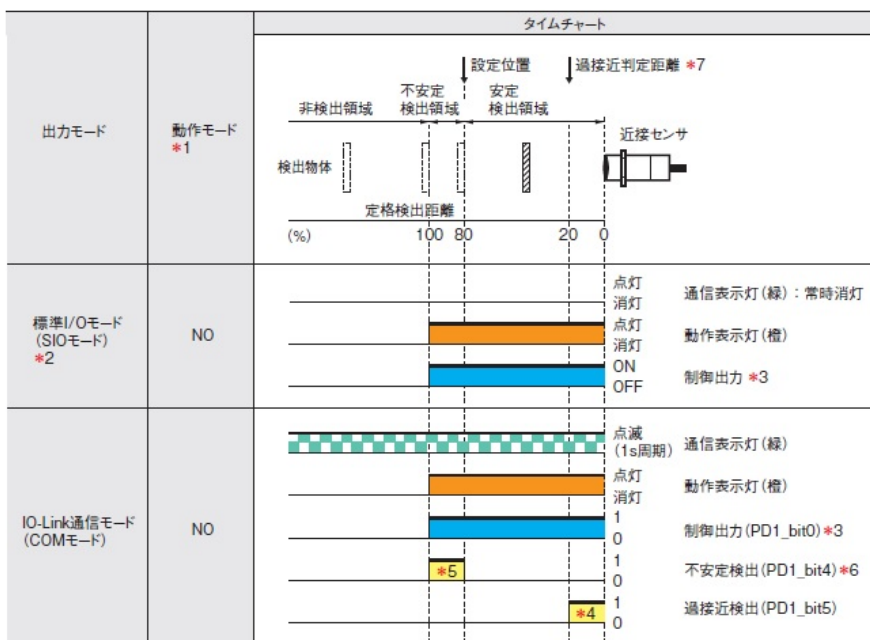 タイムチャート
出力モード
動作モード
*1
設定位置
過接近判定距離 *7
非検出領域
不安定
検出領域
安定
検出領域
近接センサ
検出物体
定格検出距離
(%)
100 80 20 0
標準I/Oモード
(SIOモード)
*2
NO
点灯
消灯
通信表示灯(緑)：常時消灯
点灯
消灯
動作表示灯(橙)
ON
OFF
制御出力 *3
IO-Link通信モード
(COMモード)
NO
点滅
(1s周期)
通信表示灯(緑)
点灯
消灯
動作表示灯(橙)
1
0
制御出力(PD1_bit0)*3
*5
1
0
不安定検出(PD1_bit4)*6
*4
1
0
過接近検出(PD1_bit5)